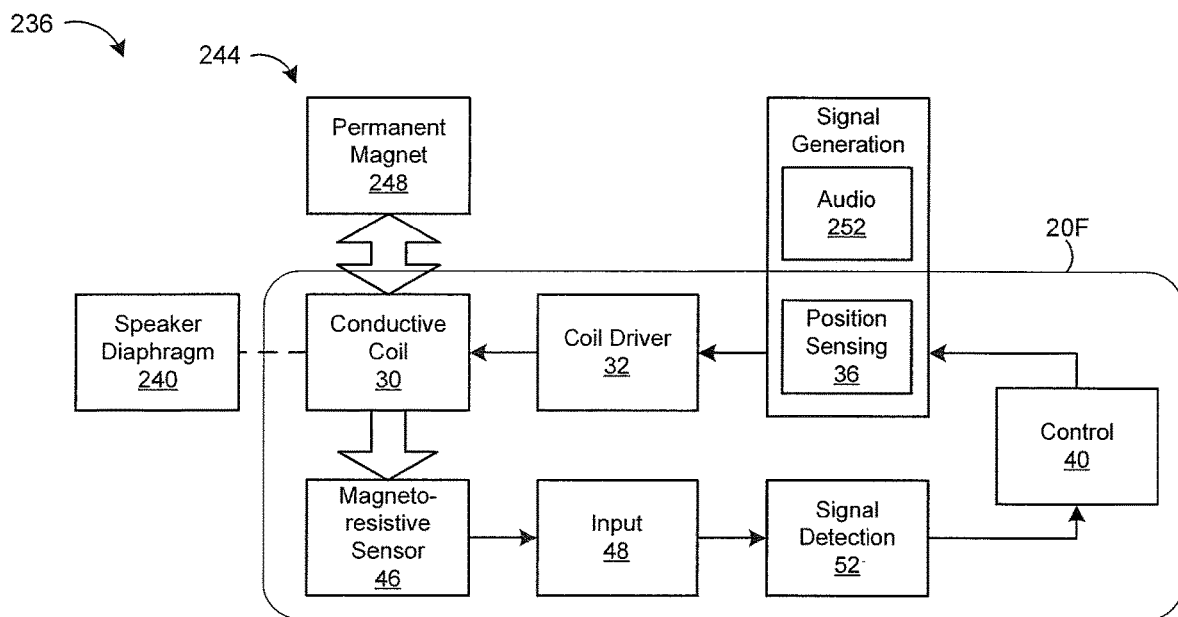 236
244
Permanent
Magnet
248
Signal
Generation
Audio
252
20F
Speaker
Diaphragm
240
Conductive
Coil
30
Coil Driver
32
Position
Sensing
36
Control
40
Magneto-
resistive
Sensor
46
Input
48
Signal
Detection
52